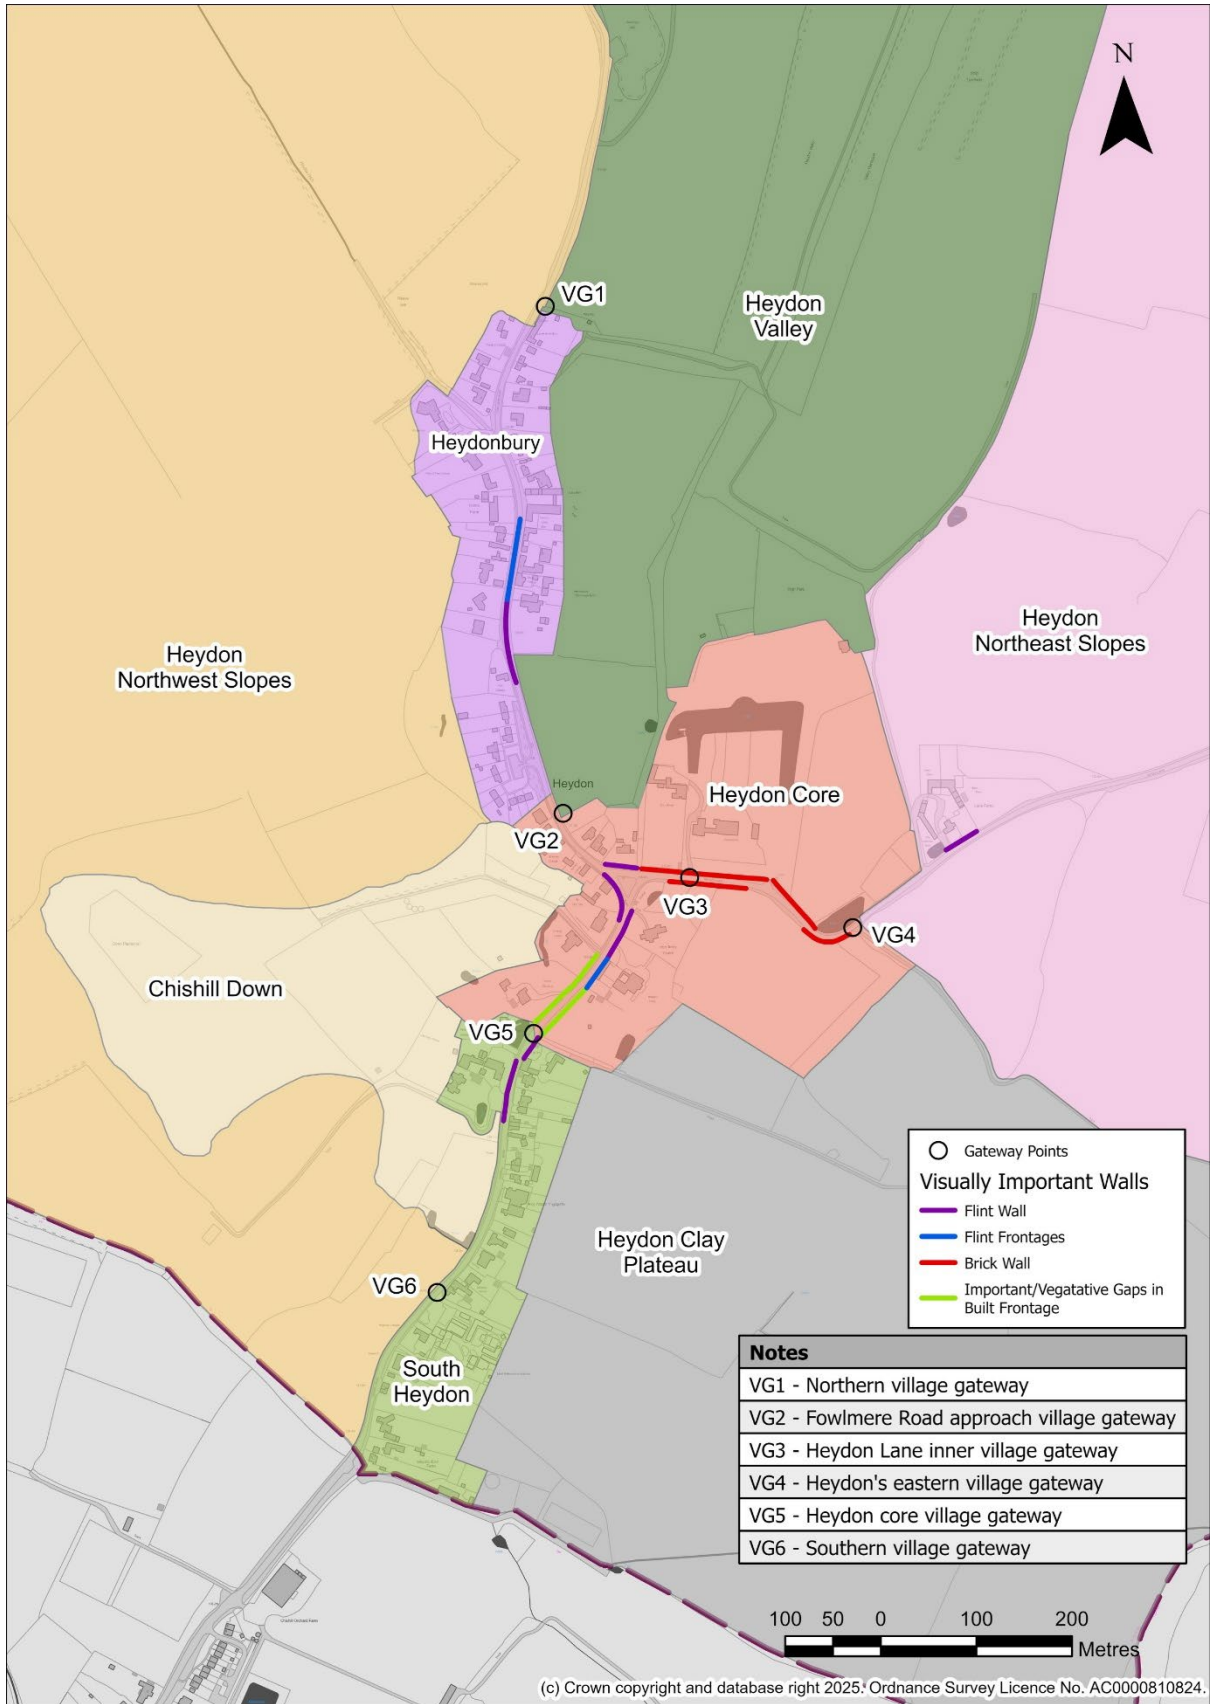 N
VG1
Heydon
Valley
Heydonbury
Heydon
Northwest Slopes
Heydon
Northeast Slopes
Heydon
Heydon Core
VG2
VG3
VG4
Chishill Down
VG5
Heydon Clay
Plateau
VG6
South
Heydon
Gateway Points
Visually Important Walls
Flint Wall
Flint Frontages
Brick Wall
Important/Vegatative Gaps in
Built Frontage
Notes
VG1 - Northern village gateway
VG2 - Fowlmere Road approach village gateway
VG3 - Heydon Lane inner village gateway
VG4 - Heydon's eastern village gateway
VG5 - Heydon core village gateway
VG6 - Southern village gateway
100 50 0 100 200
Metres
(c) Crown copyright and database right 2025. Ordnance Survey Licence No. AC0000810824.